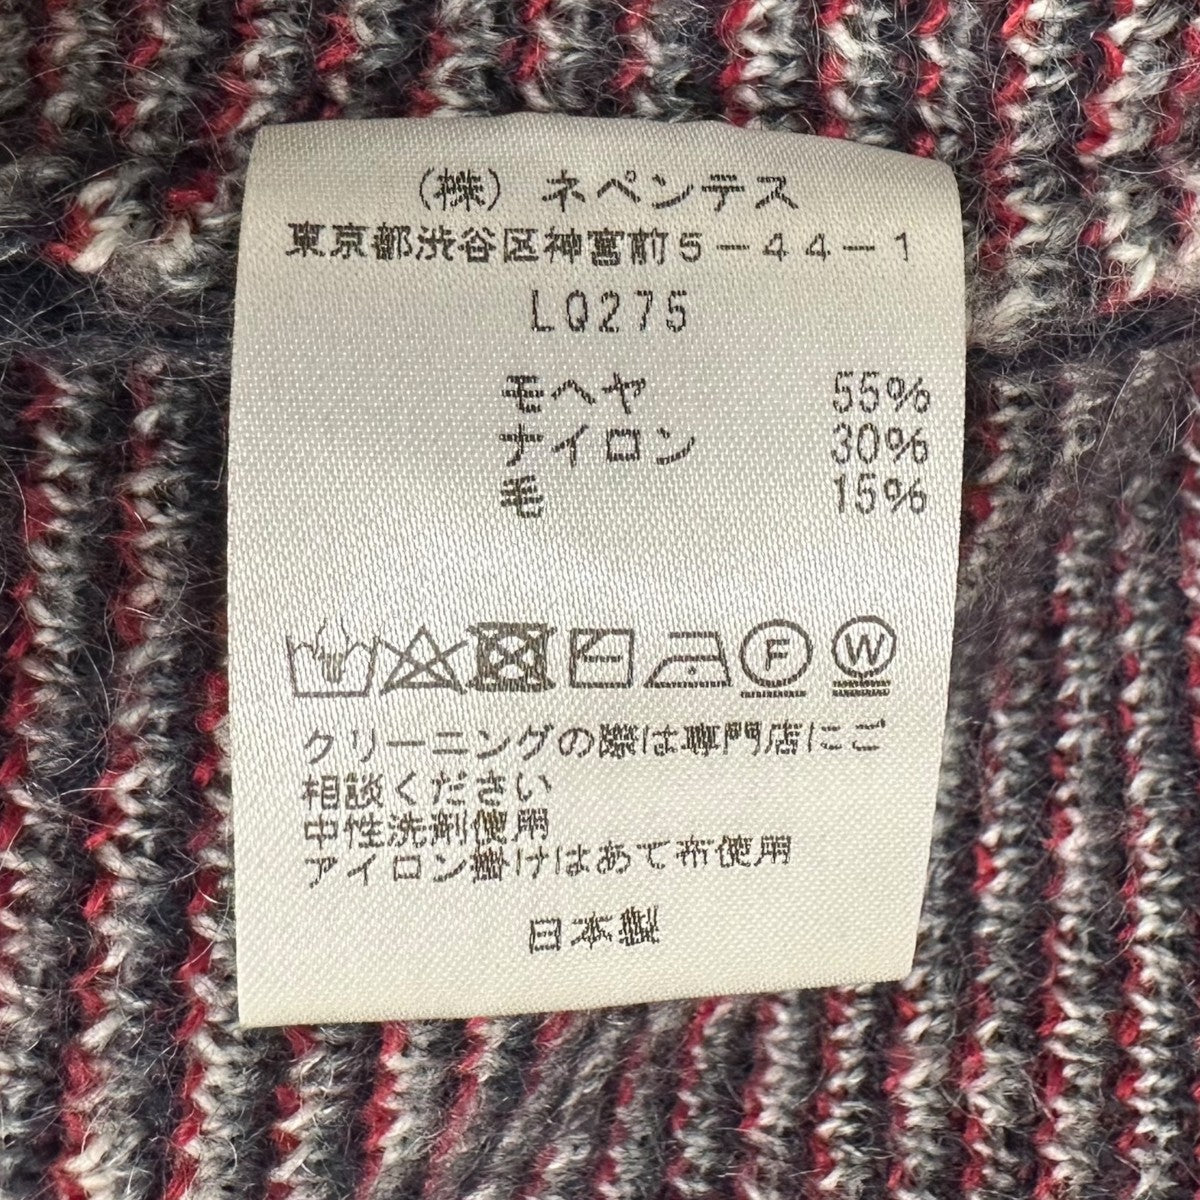 （株）ネペンテス
東京都渋谷区神宮前５－４４－１
LQ275
モヘヤ 55%
ナイロン 30%
毛 15%
F W
クリーニングの際は専門店にご
相談ください
中性洗剤使用
アイロン掛けはあて布使用
日本製